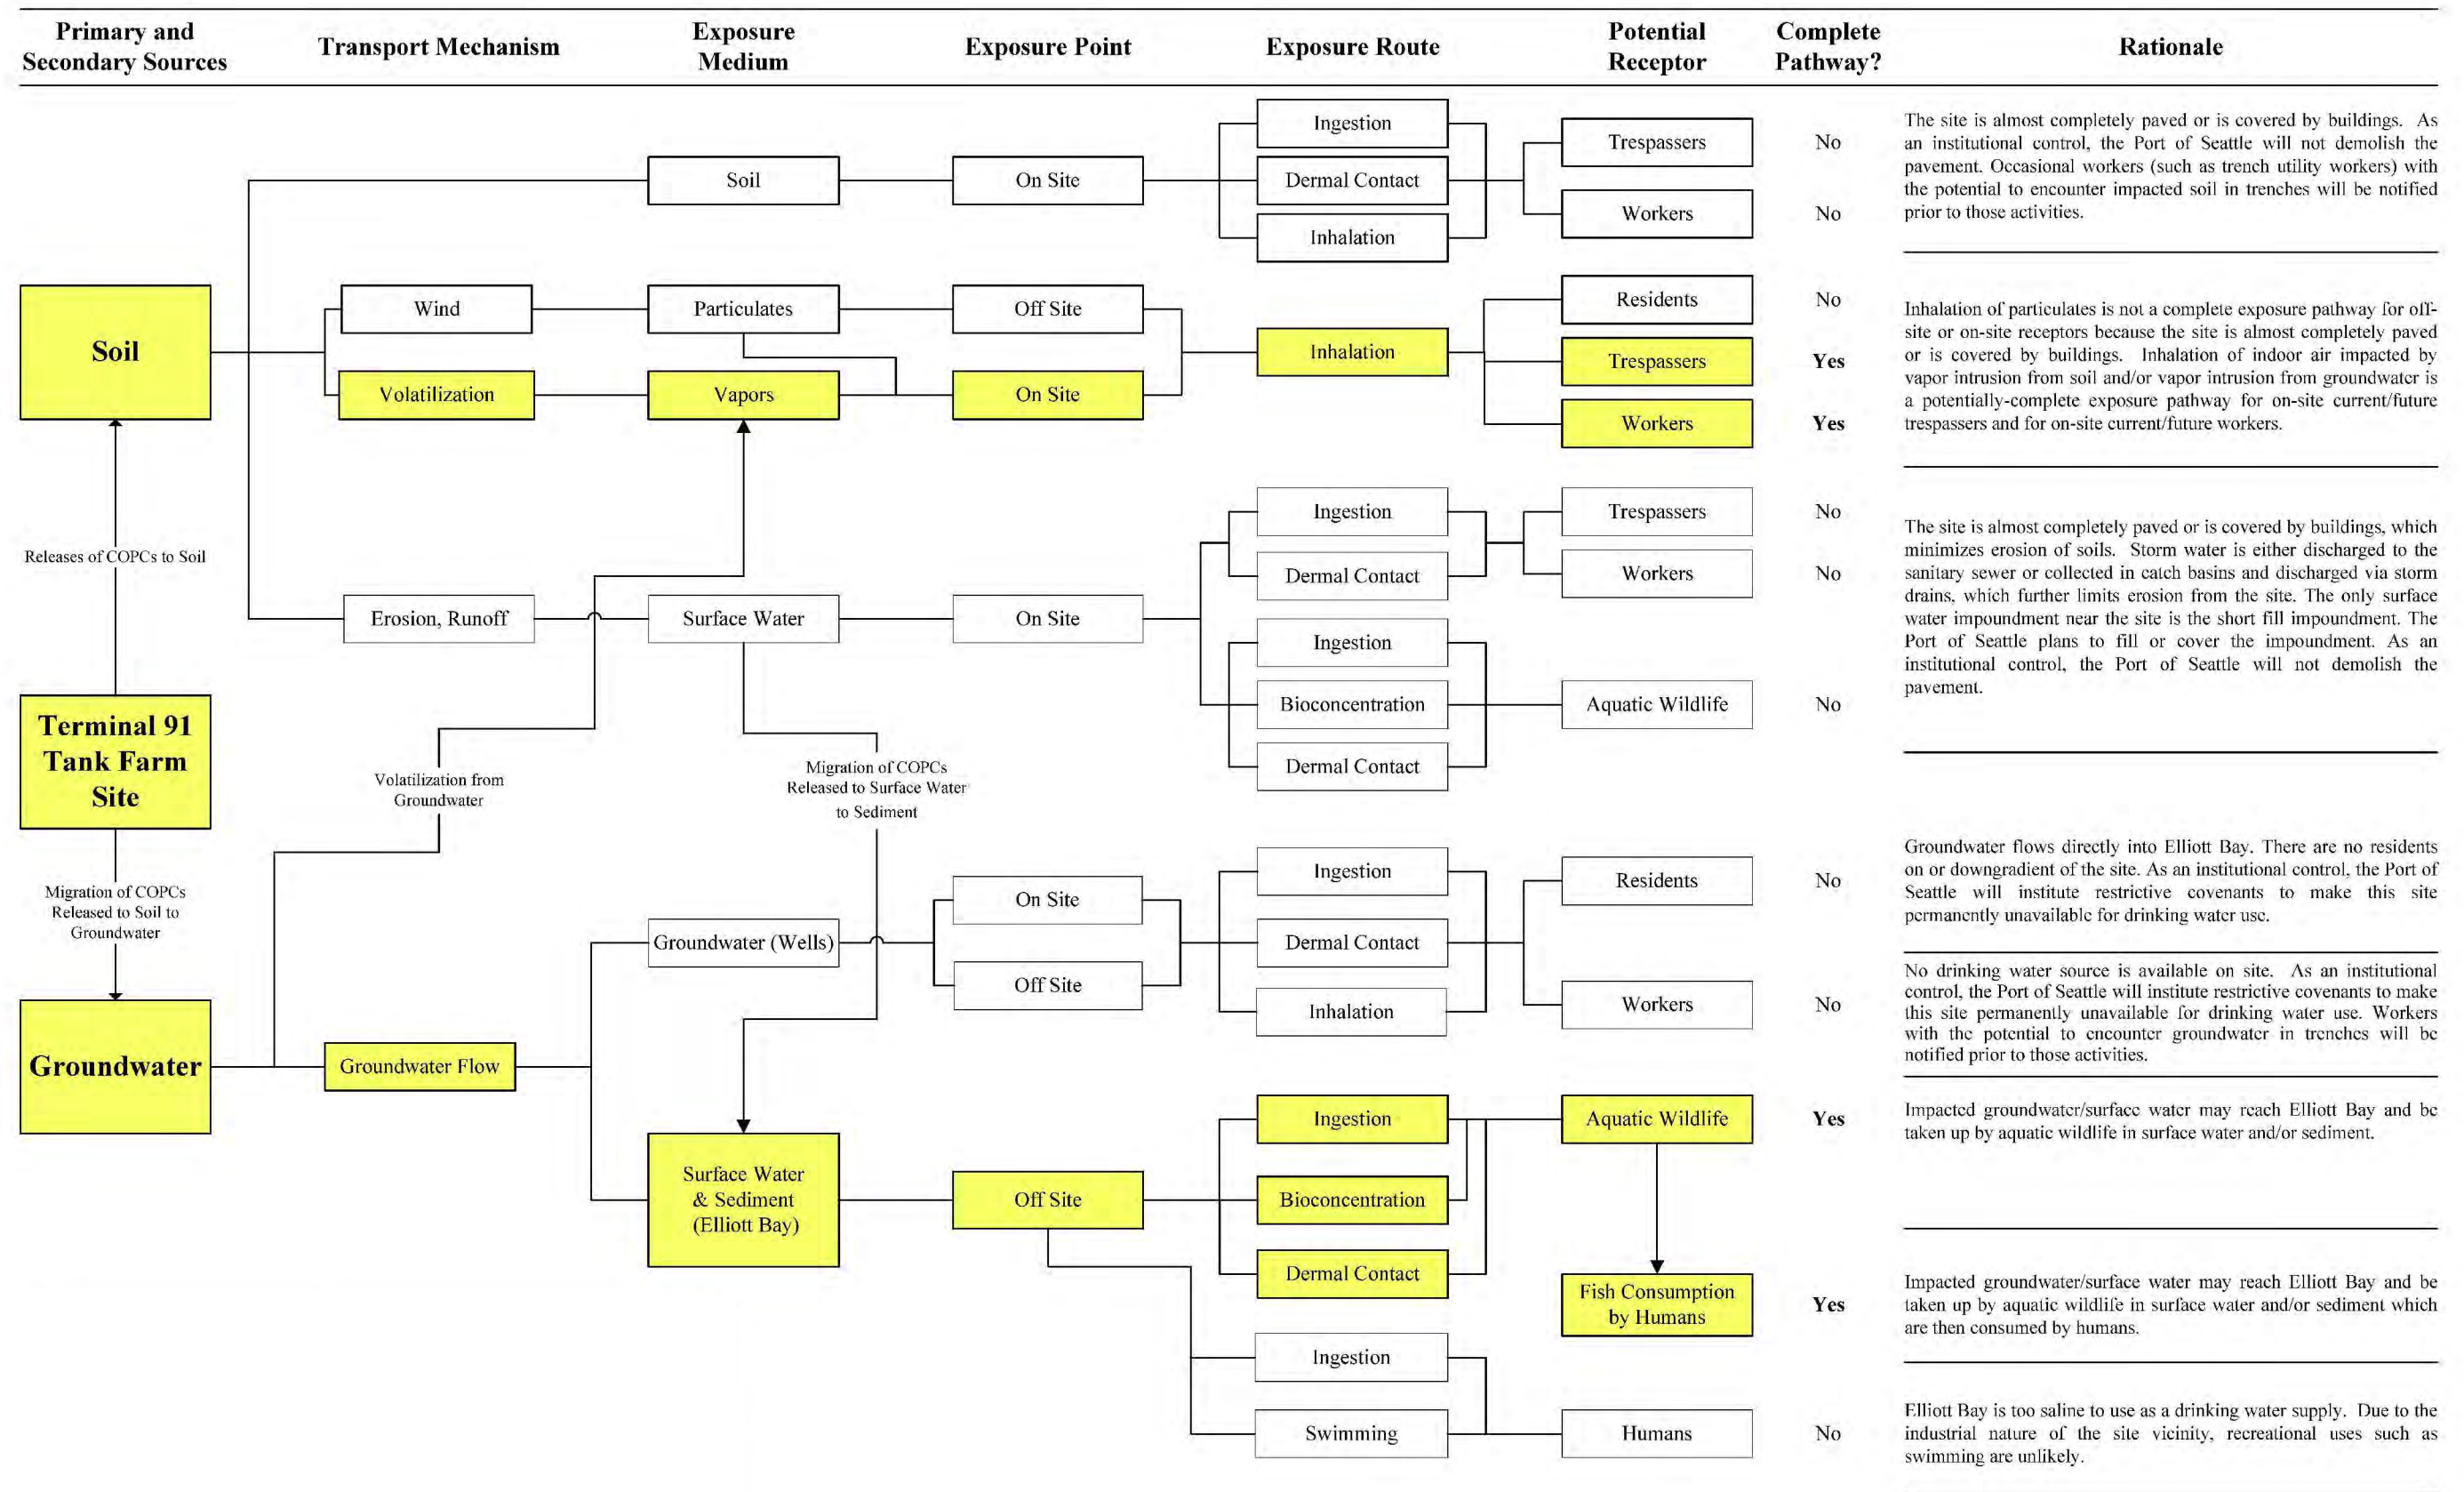 Primary and
Secondary Sources
Transport Mechanism
Exposure
Medium
Exposure Point
Exposure Route
Potential
Receptor
Complete
Pathway?
Rationale
Soil
On Site
Ingestion
Dermal Contact
Inhalation
Trespassers
No
Workers
No
The site is almost completely paved or is covered by buildings. As
an institutional control, the Port of Seattle will not demolish the
pavement. Occasional workers (such as trench utility workers) with
the potential to encounter impacted soil in trenches will be notified
prior to those activities.
Soil
Wind
Particulates
Off Site
Volatilization
Vapors
On Site
Inhalation
Residents
No
Trespassers
Yes
Workers
Yes
Inhalation of particulates is not a complete exposure pathway for off-
site or on-site receptors because the site is almost completely paved
or is covered by buildings. Inhalation of indoor air impacted by
vapor intrusion from soil and/or vapor intrusion from groundwater is
a potentially-complete exposure pathway for on-site current/future
trespassers and for on-site current/future workers.
Releases of COPCs to Soil
Erosion, Runoff
Surface Water
On Site
Ingestion
Dermal Contact
Trespassers
No
Workers
No
Ingestion
Bioconcentration
Dermal Contact
Aquatic Wildlife
No
The site is almost completely paved or is covered by buildings, which
minimizes erosion of soils. Storm water is either discharged to the
sanitary sewer or collected in catch basins and discharged via storm
drains, which further limits erosion from the site. The only surface
water impoundment near the site is the short fill impoundment. The
Port of Seattle plans to fill or cover the impoundment. As an
institutional control, the Port of Seattle will not demolish the
pavement.
Terminal 91
Tank Farm
Site
Volatilization from
Groundwater
Migration of COPCs
Released to Surface Water
to Sediment
Migration of COPCs
Released to Soil to
Groundwater
Groundwater (Wells)
On Site
Off Site
Ingestion
Dermal Contact
Inhalation
Residents
No
Groundwater flows directly into Elliott Bay. There are no residents
on or downgradient of the site. As an institutional control, the Port of
Seattle will institute restrictive covenants to make this site
permanently unavailable for drinking water use.
Workers
No
No drinking water source is available on site. As an institutional
control, the Port of Seattle will institute restrictive covenants to make
this site permanently unavailable for drinking water use. Workers
with the potential to encounter groundwater in trenches will be
notified prior to those activities.
Groundwater
Groundwater Flow
Surface Water
& Sediment
(Elliott Bay)
Off Site
Ingestion
Bioconcentration
Dermal Contact
Aquatic Wildlife
Yes
Impacted groundwater/surface water may reach Elliott Bay and be
taken up by aquatic wildlife in surface water and/or sediment.
Fish Consumption
by Humans
Yes
Impacted groundwater/surface water may reach Elliott Bay and be
taken up by aquatic wildlife in surface water and/or sediment which
are then consumed by humans.
Ingestion
Swimming
Humans
No
Elliott Bay is too saline to use as a drinking water supply. Due to the
industrial nature of the site vicinity, recreational uses such as
swimming are unlikely.